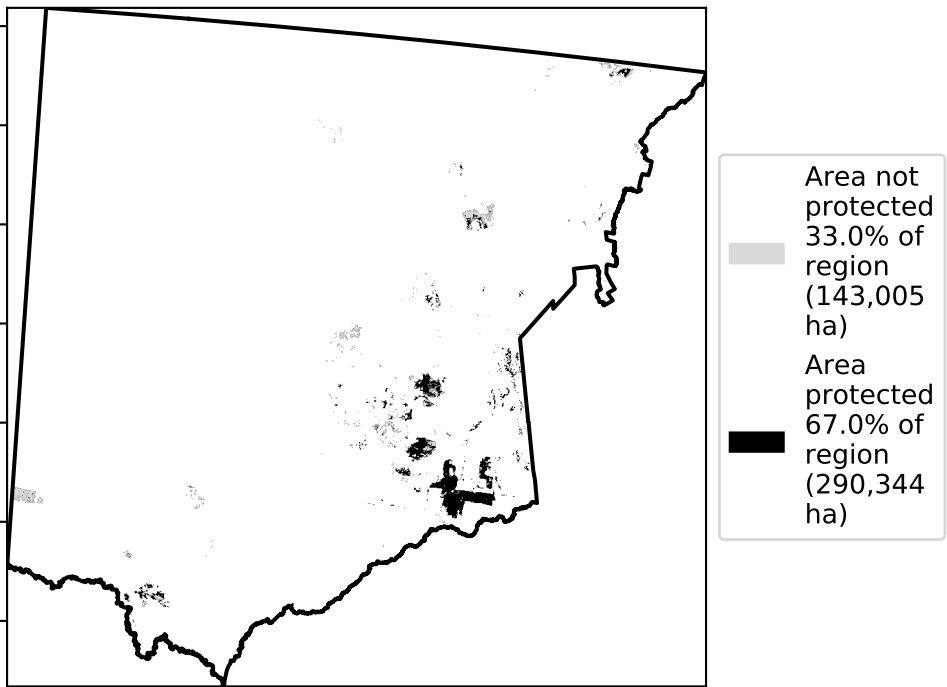 Area not
protected
33.0% of
region
(143,005
ha)
Area
protected
67.0% of
region
(290,344
ha)